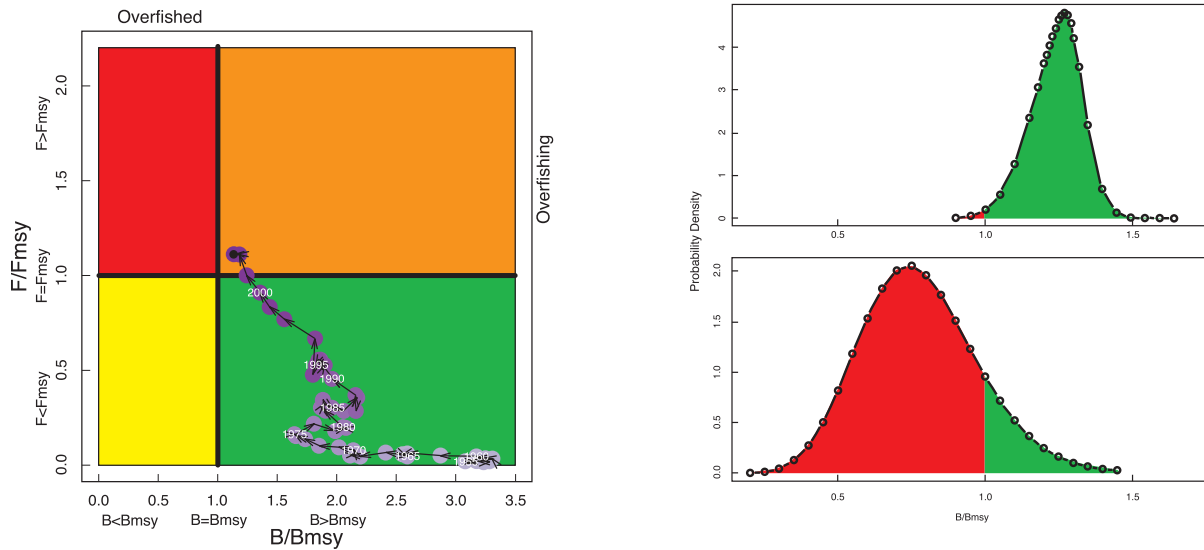 Overfished
Overfishing
F/Fmsy
F>Fmsy
F=Fmsy
F<Fmsy
2.0
1.5
1.0
0.5
0.0
2000
1995
1990
1985
1980
1975
1970
1965
1960
1955
0.0 0.5 1.0 1.5 2.0 2.5 3.0 3.5
B<Bmsy B=Bmsy B>Bmsy
B/Bmsy
Probability Density
4
3
2
1
0
0.5 1.0 1.5
2.0
1.5
1.0
0.5
0.0
0.5 1.0 1.5
B/Bmsy